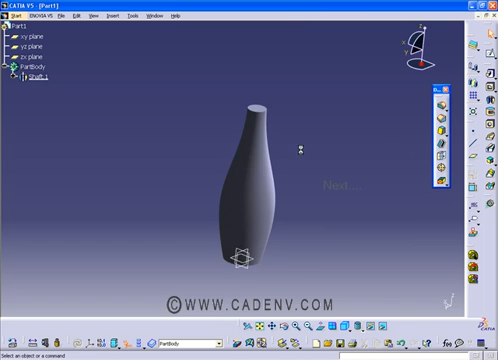 CATIA V5 - [Part1]
Start ENOVIA V5 File Edit View Insert Tools Window Help
Part1
xy plane
yz plane
zx plane
PartBody
Shaft.1
z
x
y
D...
Next...
©WWW.CADENV.COM
PartBody
CATIA
Select an object or a command